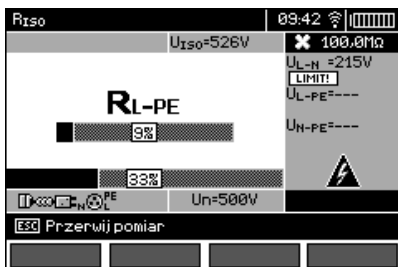 RISO 09:42
UISO=526V ✖ 100.0MΩ
UL-N =215V
LIMIT!
UL-PE=---
RL-PE
UN-PE=---
9%
33%
N PE L Un=500V
ESC Przerwij pomiar